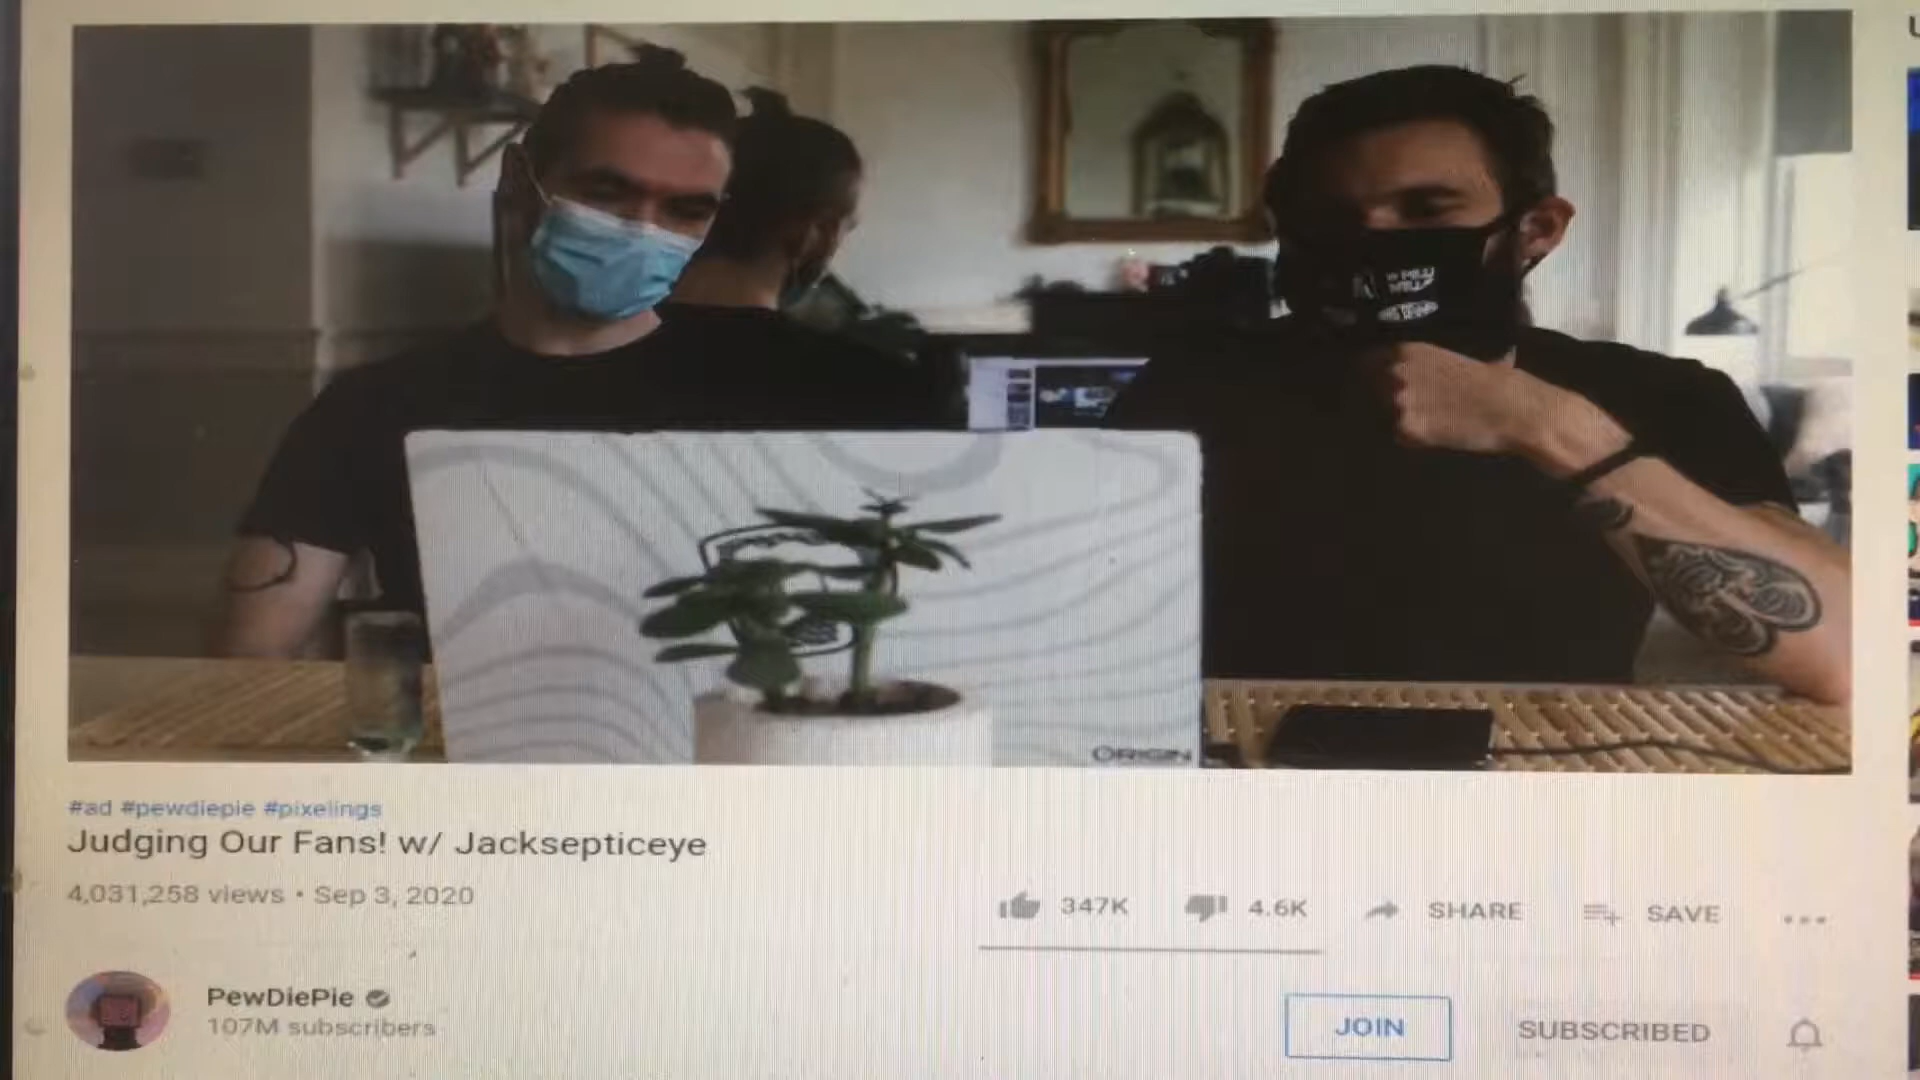 ORIGIN
#ad #pewdiepie #pixelings
Judging Our Fans! w/ Jacksepticeye
4,031,258 views • Sep 3, 2020
347K 4.6K SHARE SAVE
PewDiePie
107M subscribers
JOIN SUBSCRIBED